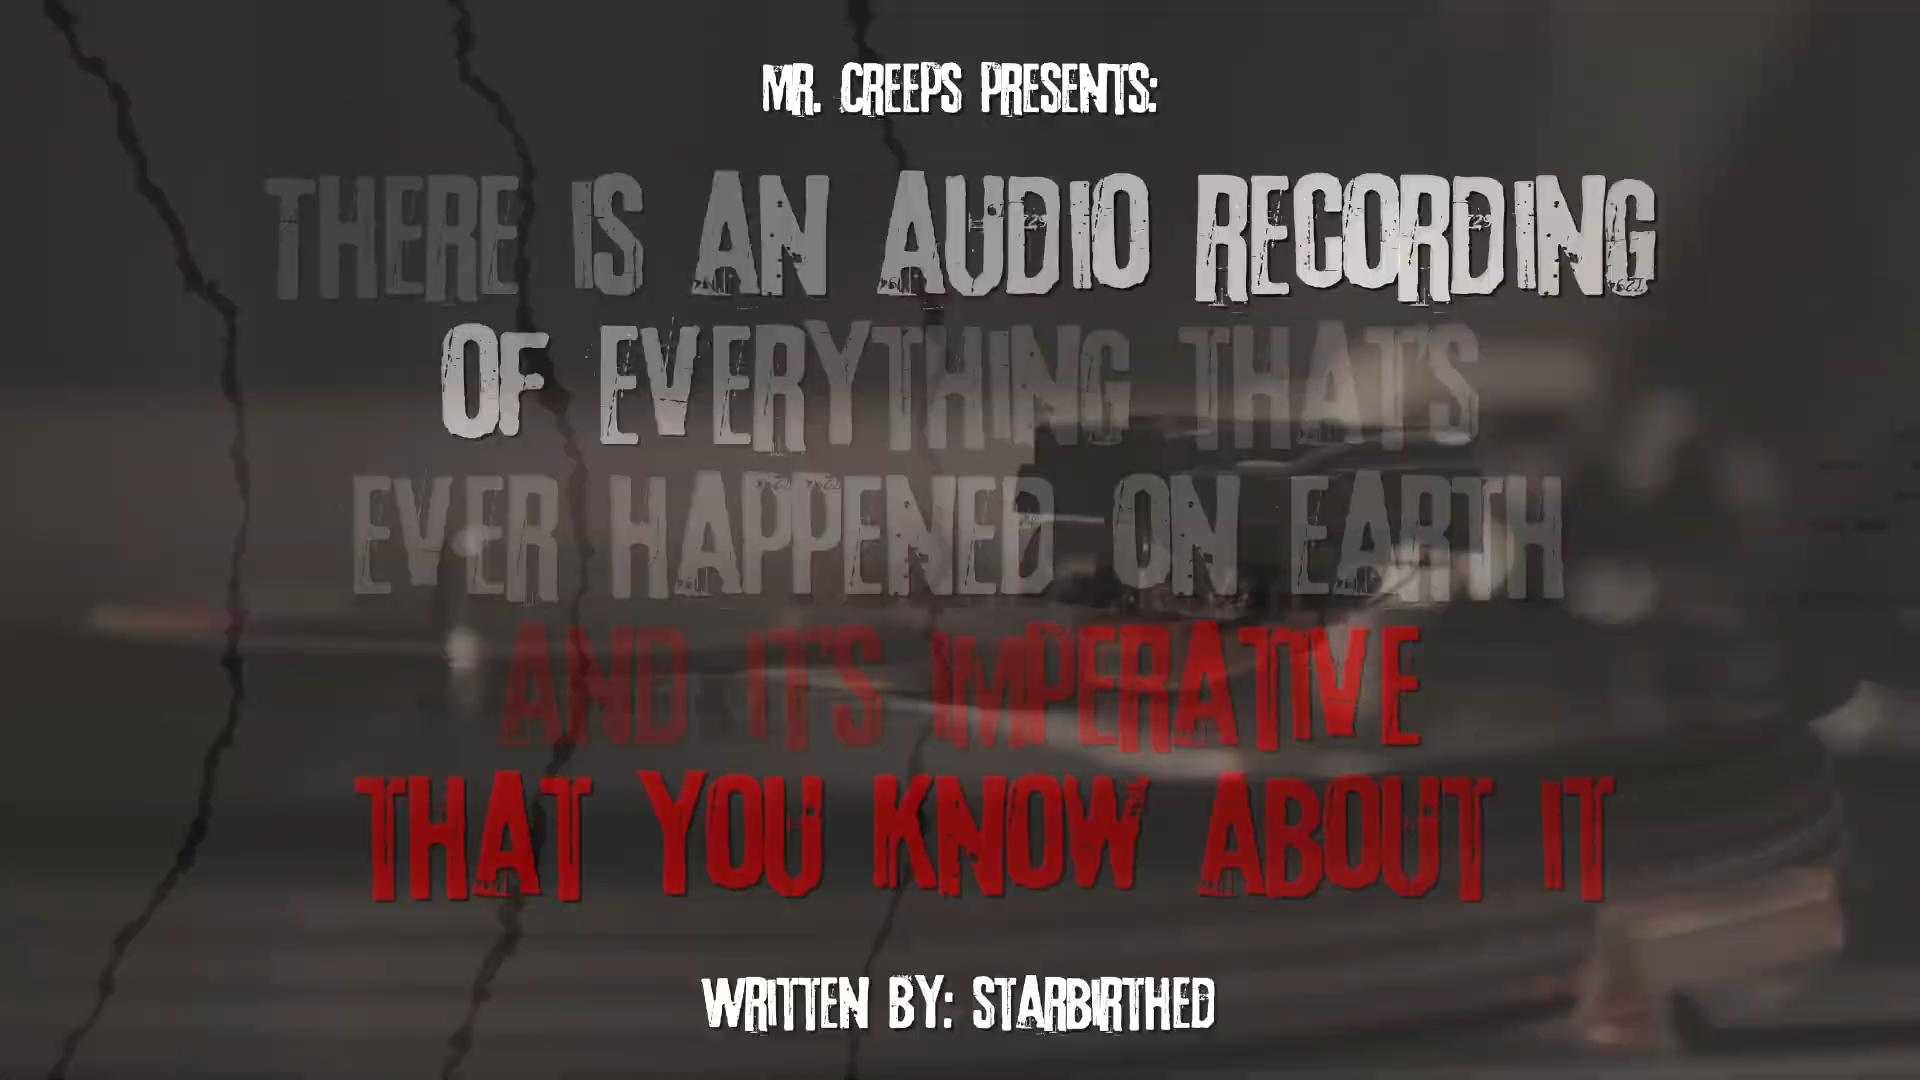 MR. CREEPS PRESENTS:
THERE IS AN AUDIO RECORDING
OF EVERYTHING THAT'S
EVER HAPPENED ON EARTH
AND IT'S IMPERATIVE
THAT YOU KNOW ABOUT IT
WRITTEN BY: STARBIRTHED